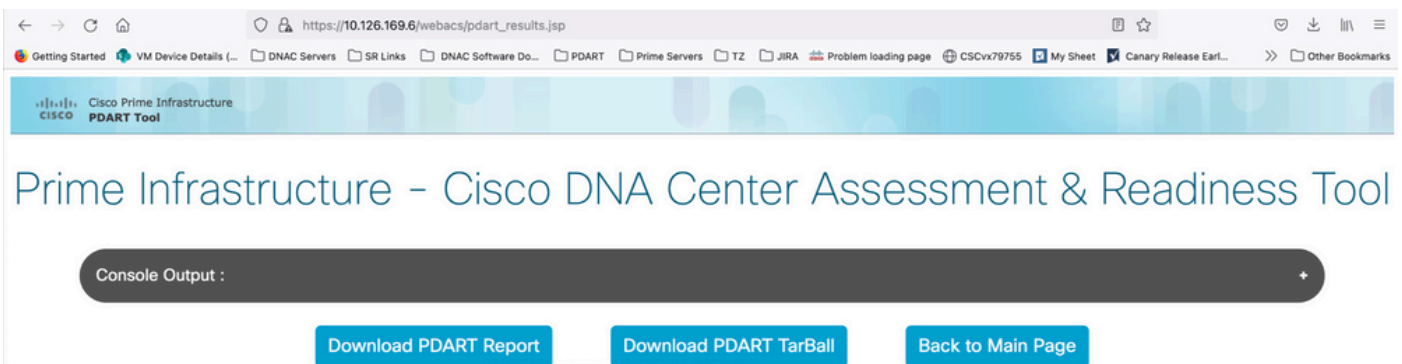 https://10.126.169.6/webacs/pdart_results.jsp
Getting Started VM Device Details (... DNAC Servers SR Links DNAC Software Do... PDART Prime Servers TZ JIRA Problem loading page CSCvx79755 My Sheet Canary Release Earl... >> Other Bookmarks
cisco Cisco Prime Infrastructure
PDART Tool
Prime Infrastructure - Cisco DNA Center Assessment & Readiness Tool
Console Output : +
Download PDART Report Download PDART TarBall Back to Main Page